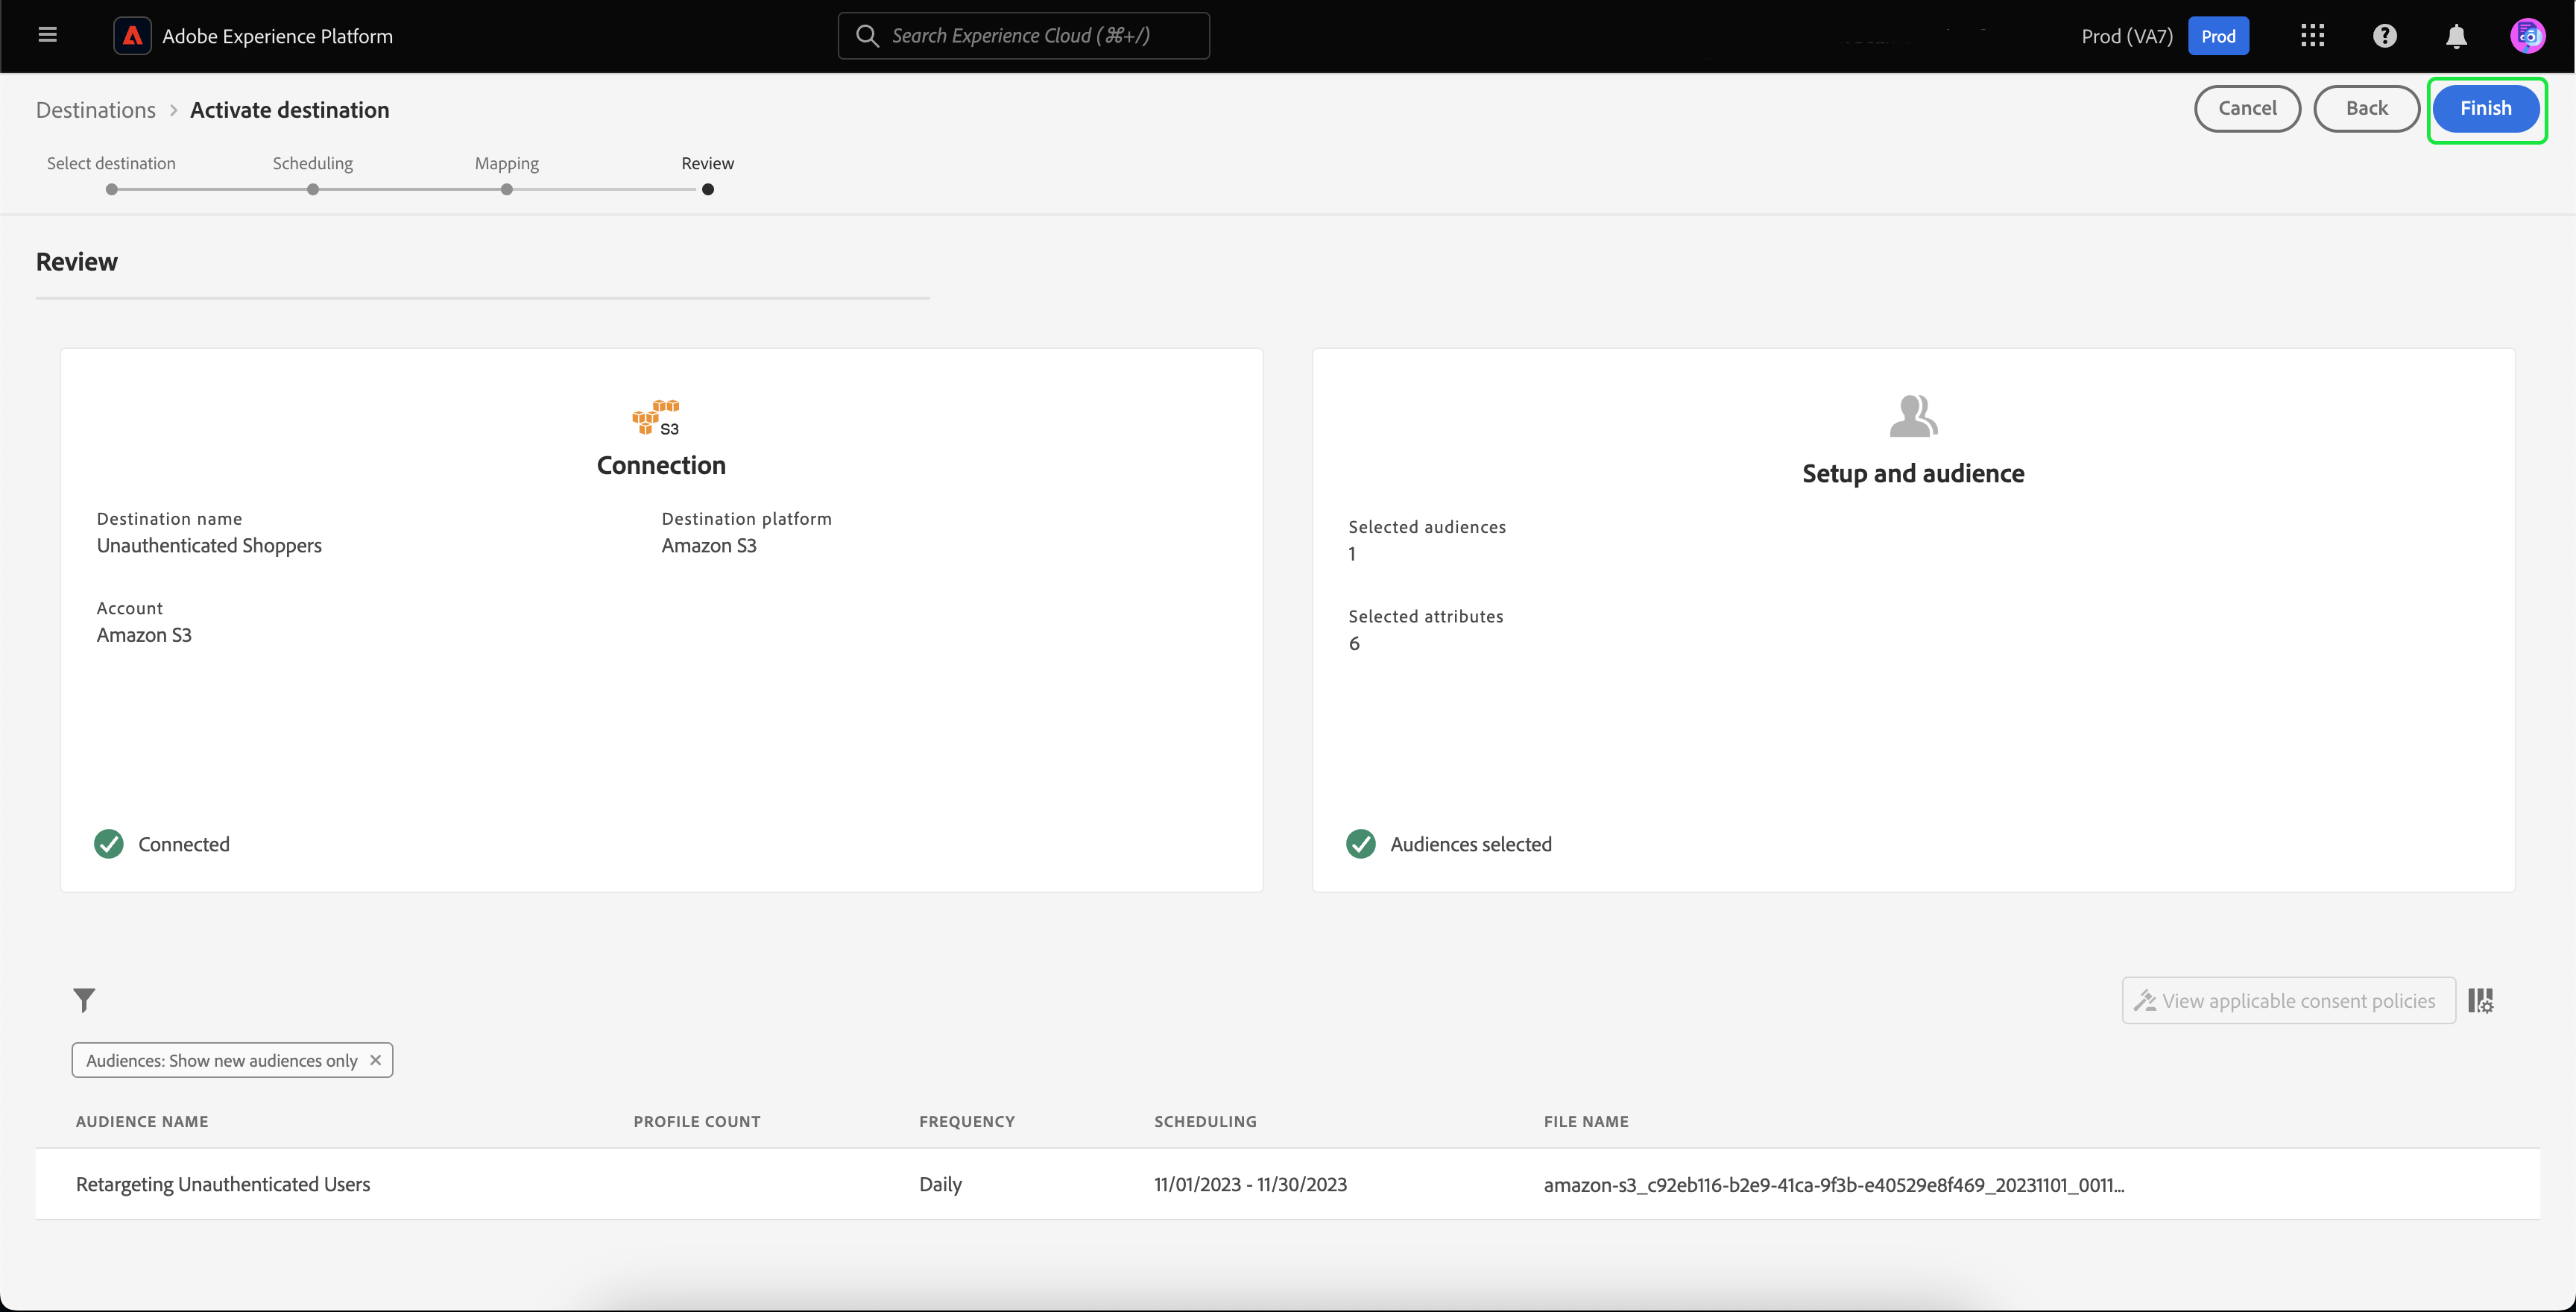 Adobe Experience Platform
Search Experience Cloud (⌘+/)
Prod (VA7)
Prod
Destinations > Activate destination
Cancel
Back
Finish
Select destination
Scheduling
Mapping
Review
Review
S3
Connection
Destination name
Unauthenticated Shoppers
Destination platform
Amazon S3
Account
Amazon S3
Connected
Setup and audience
Selected audiences
1
Selected attributes
6
Audiences selected
View applicable consent policies
Audiences: Show new audiences only ×
AUDIENCE NAME PROFILE COUNT FREQUENCY SCHEDULING FILE NAME
Retargeting Unauthenticated Users Daily 11/01/2023 - 11/30/2023 amazon-s3_c92eb116-b2e9-41ca-9f3b-e40529e8f469_20231101_0011...